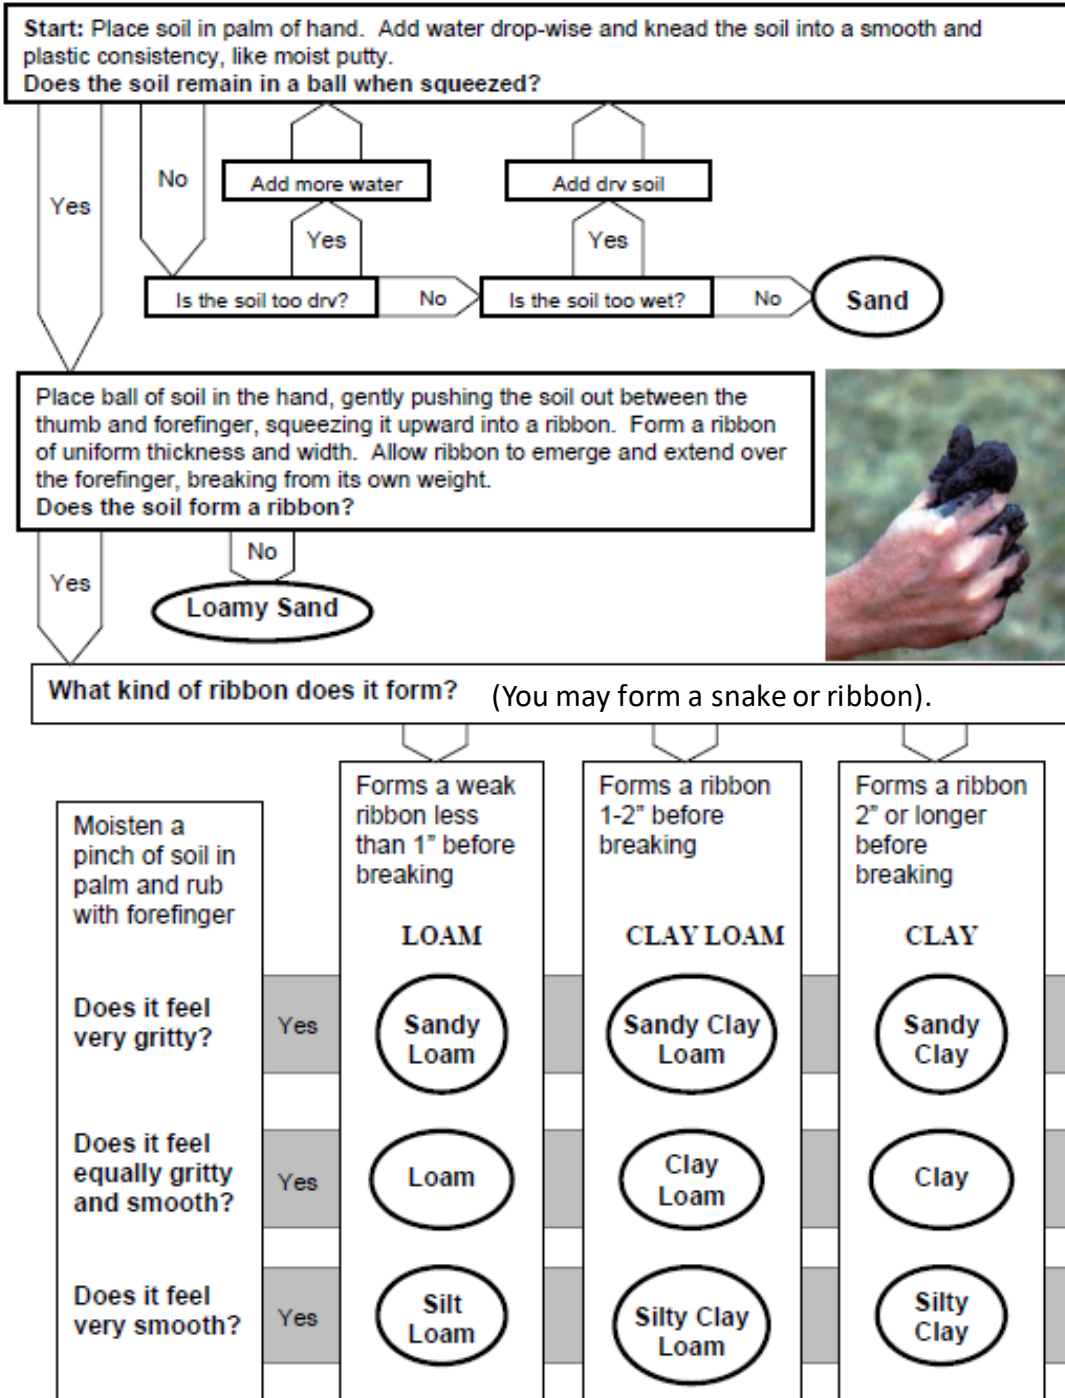 Start: Place soil in palm of hand.  Add water drop-wise and knead the soil into a smooth and
plastic consistency, like moist putty.
Does the soil remain in a ball when squeezed?
Yes
No
Add more water
Add drv soil
Yes
Yes
Is the soil too drv?
No
Is the soil too wet?
No
Sand
Place ball of soil in the hand, gently pushing the soil out between the
thumb and forefinger, squeezing it upward into a ribbon.  Form a ribbon
of uniform thickness and width.  Allow ribbon to emerge and extend over
the forefinger, breaking from its own weight.
Does the soil form a ribbon?
Yes
No
Loamy Sand
What kind of ribbon does it form? (You may form a snake or ribbon).
Moisten a
pinch of soil in
palm and rub
with forefinger
Forms a weak
ribbon less
than 1" before
breaking
LOAM
Forms a ribbon
1-2" before
breaking
CLAY LOAM
Forms a ribbon
2" or longer
before
breaking
CLAY
Does it feel
very gritty?
Yes
Sandy
Loam
Sandy Clay
Loam
Sandy
Clay
Does it feel
equally gritty
and smooth?
Yes
Loam
Clay
Loam
Clay
Does it feel
very smooth?
Yes
Silt
Loam
Silty Clay
Loam
Silty
Clay